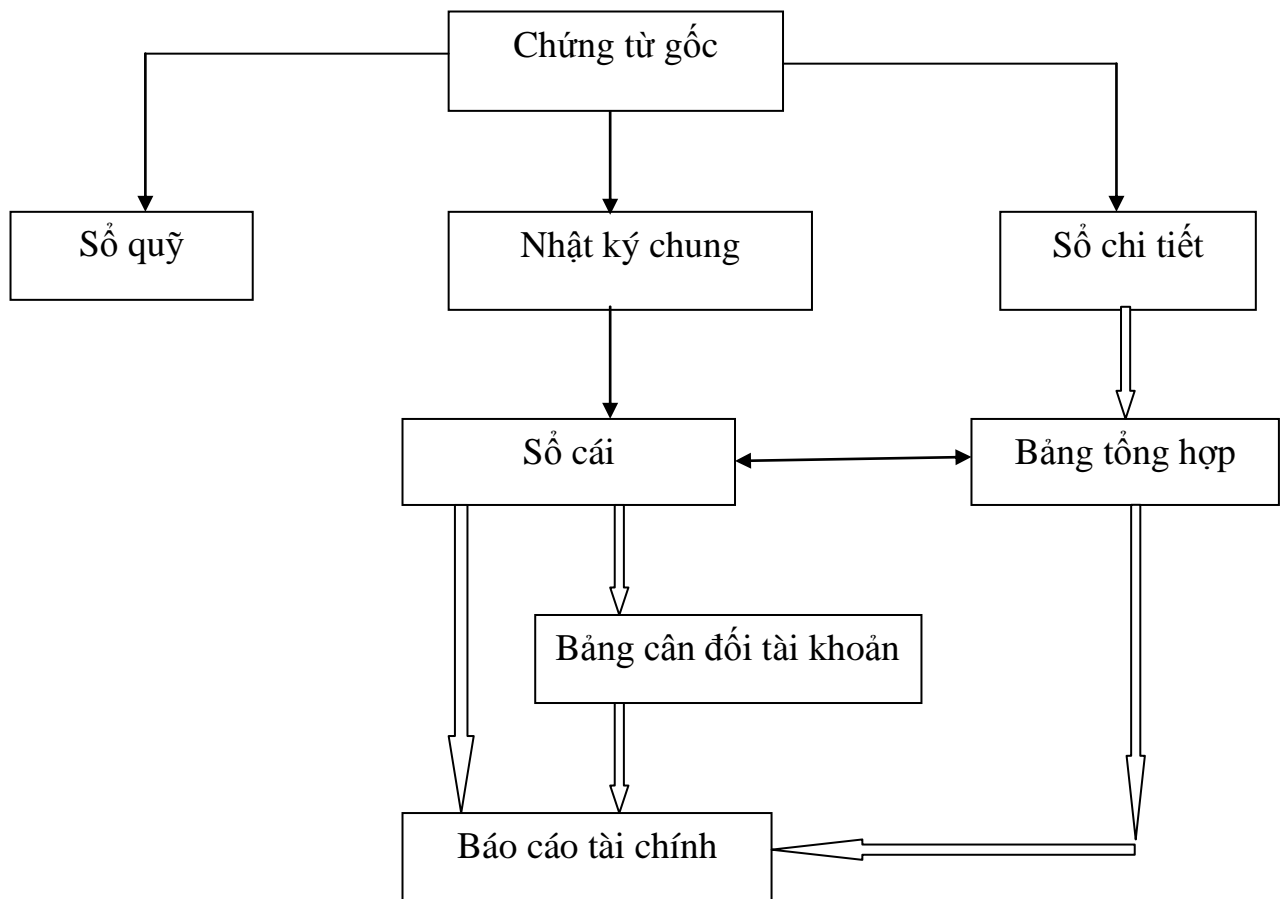 Chứng từ gốc
Sổ quỹ
Nhật ký chung
Sổ chi tiết
Sổ cái
Bảng tổng hợp
Bảng cân đối tài khoản
Báo cáo tài chính